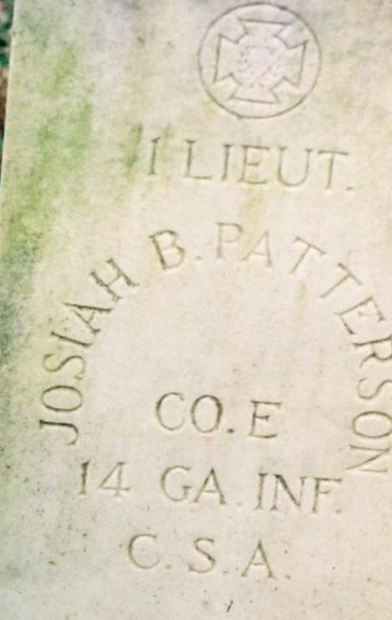 1 LIEUT.
JOSIAH B. PATTERSON
CO. E
14 GA. INF.
C. S. A.